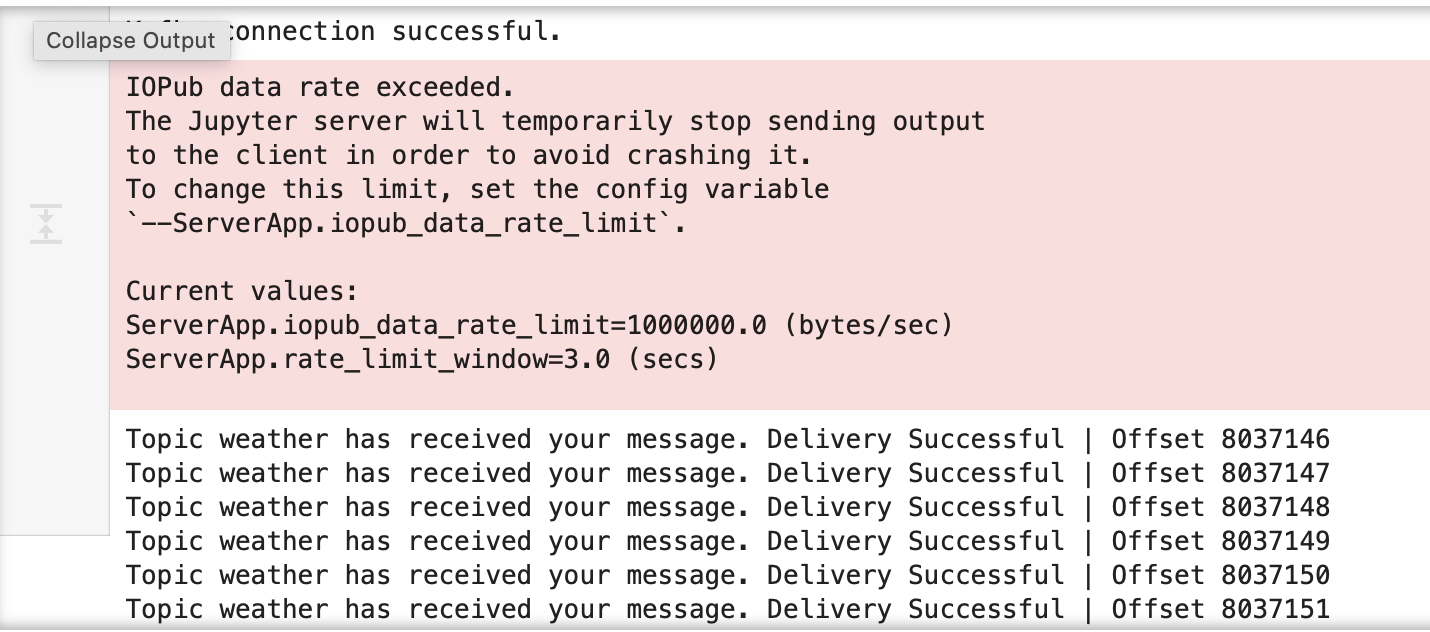 connection successful.
Collapse Output
IOPub data rate exceeded.
The Jupyter server will temporarily stop sending output
to the client in order to avoid crashing it.
To change this limit, set the config variable
`--ServerApp.iopub_data_rate_limit`.
Current values:
ServerApp.iopub_data_rate_limit=1000000.0 (bytes/sec)
ServerApp.rate_limit_window=3.0 (secs)
Topic weather has received your message. Delivery Successful | Offset 8037146
Topic weather has received your message. Delivery Successful | Offset 8037147
Topic weather has received your message. Delivery Successful | Offset 8037148
Topic weather has received your message. Delivery Successful | Offset 8037149
Topic weather has received your message. Delivery Successful | Offset 8037150
Topic weather has received your message. Delivery Successful | Offset 8037151